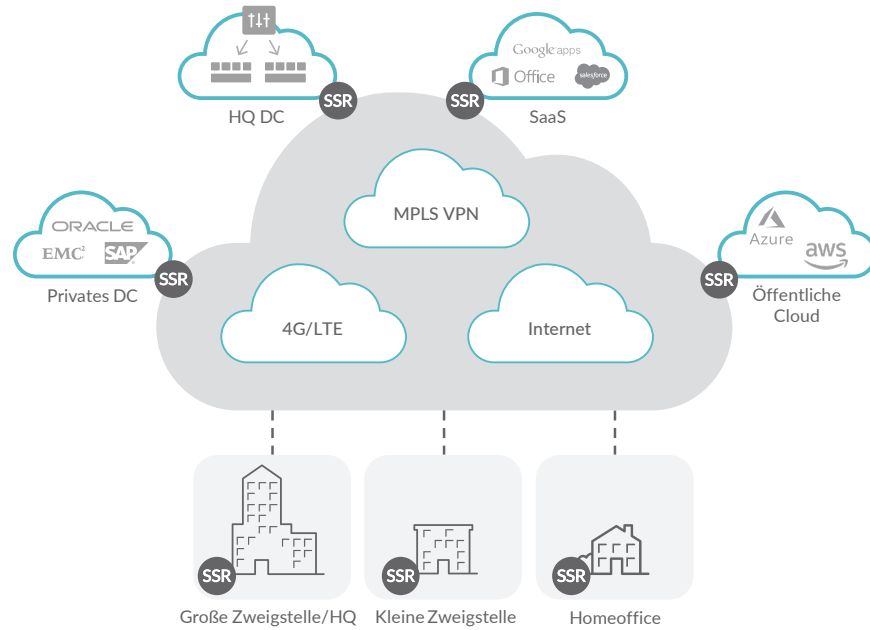 SSR
HQ DC
Google apps
Office
salesforce
SSR
SaaS
MPLS VPN
ORACLE
EMC²
SAP
SSR
Privates DC
Azure
aws
SSR
Öffentliche
Cloud
4G/LTE
Internet
SSR
Große Zweigstelle/HQ
SSR
Kleine Zweigstelle
SSR
Homeoffice